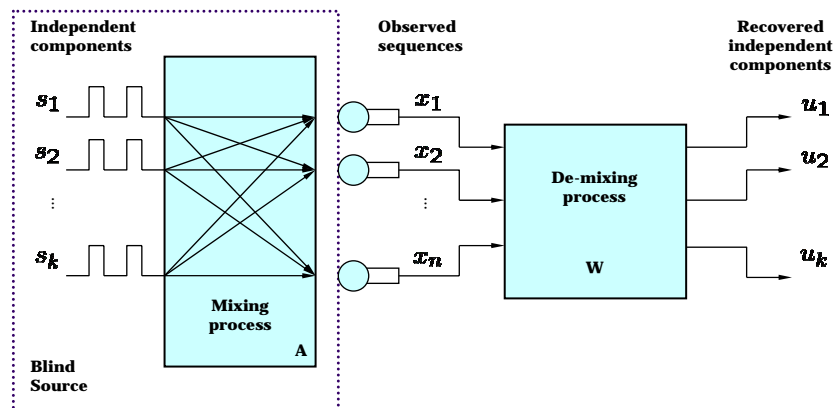 Independent
components
Observed
sequences
Recovered
independent
components
s1
s2
⋮
sk
x1
x2
⋮
xn
u1
u2
⋮
uk
Mixing
process
A
De-mixing
process
W
Blind
Source